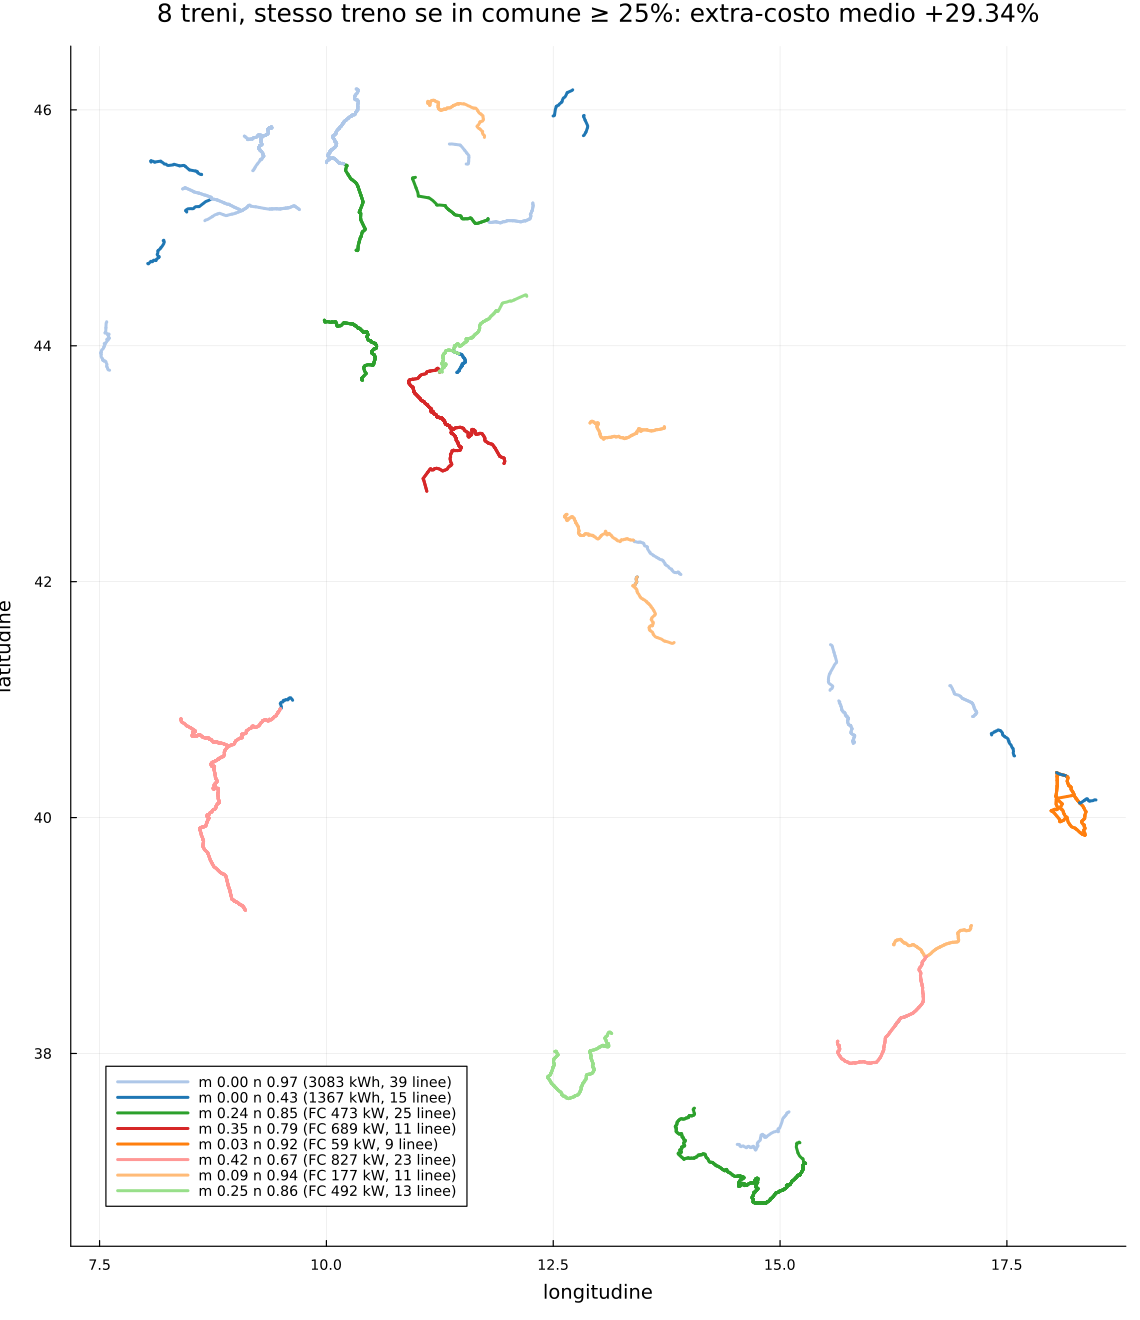 8 treni, stesso treno se in comune ≥ 25%: extra-costo medio +29.34%
46
44
42
40
38
latitudine
m 0.00 n 0.97 (3083 kWh, 39 linee)
m 0.00 n 0.43 (1367 kWh, 15 linee)
m 0.24 n 0.85 (FC 473 kW, 25 linee)
m 0.35 n 0.79 (FC 689 kW, 11 linee)
m 0.03 n 0.92 (FC 59 kW, 9 linee)
m 0.42 n 0.67 (FC 827 kW, 23 linee)
m 0.09 n 0.94 (FC 177 kW, 11 linee)
m 0.25 n 0.86 (FC 492 kW, 13 linee)
7.5 10.0 12.5 15.0 17.5
longitudine